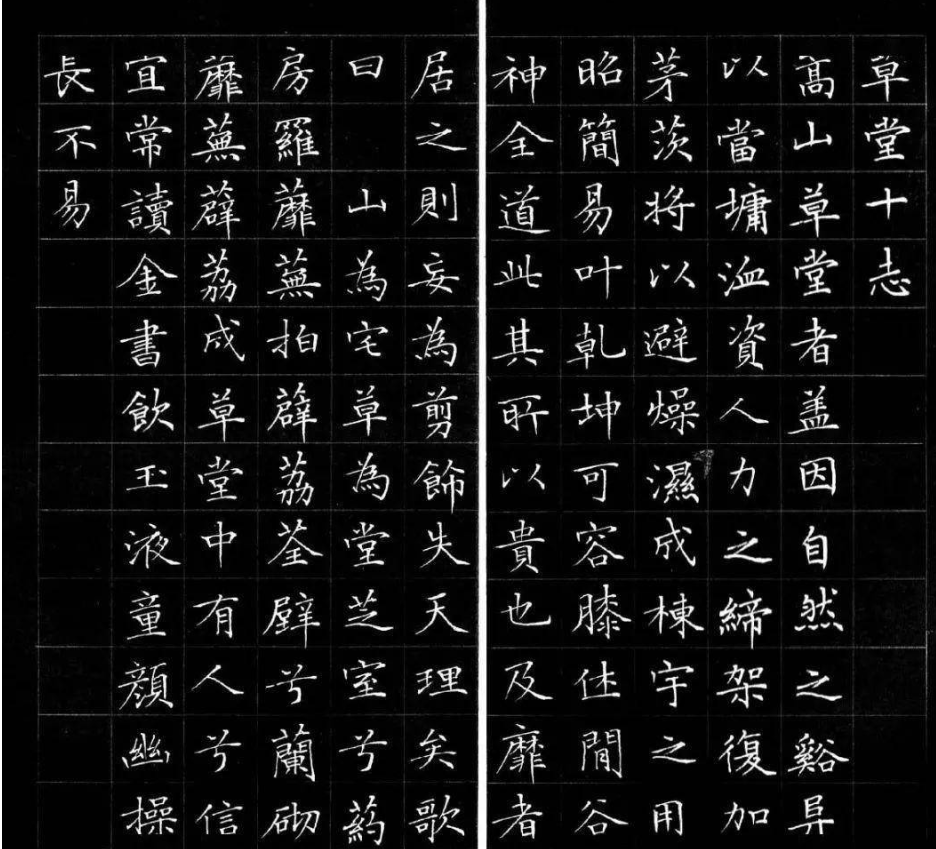 草堂十志
髙山草堂者盖因自然之谿阜
以當墉洫資人力之締架復加
茅茨將以避燥濕成棟宇之用
昭簡易叶乾坤可容膝休間谷
神全道此其所以貴也及靡者
居之則妄為剪飾失天理矣歌
曰 山為宅草為堂芝室兮葯
房羅蘼蕪拍薜荔荃壁兮蘭砌
蘼蕪薜荔成草堂中有人兮信
宜常讀金書飲玉液童顏幽操
長不易